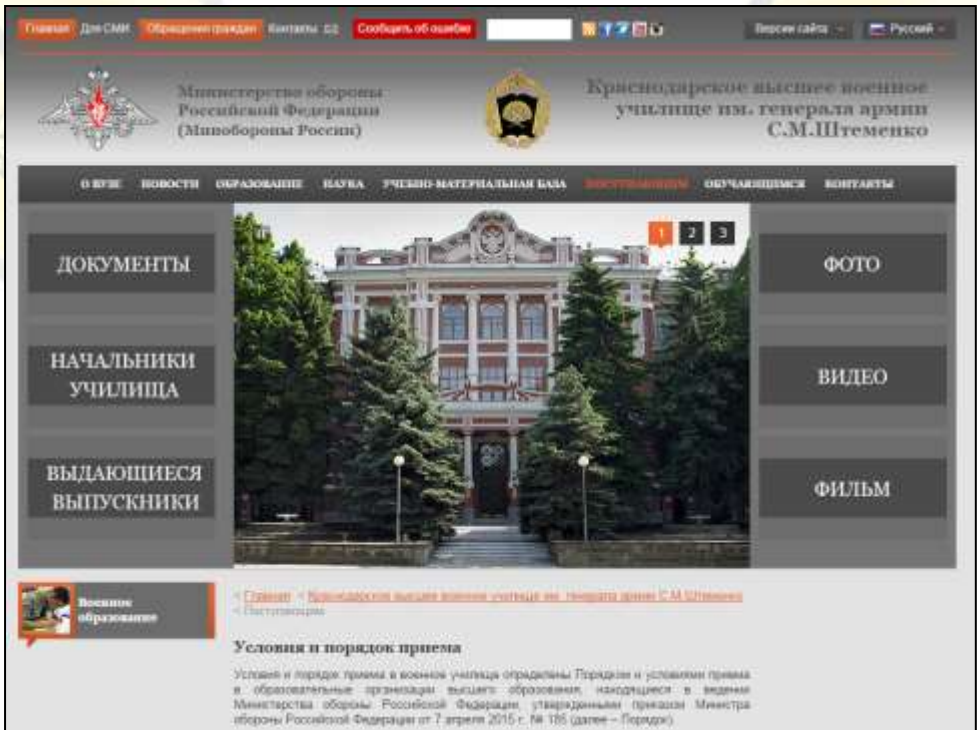 Главная Для СМИ Обращения граждан Контакты Сообщить об ошибке Версии сайта Русский
Министерство обороны
Российской Федерации
(Минобороны России)
Краснодарское высшее военное
училище им. генерала армии
С.М.Штеменко
О ВУЗЕ НОВОСТИ ОБРАЗОВАНИЕ НАУКА УЧЕБНО-МАТЕРИАЛЬНАЯ БАЗА ПОСТУПАЮЩИМ ОБУЧАЮЩИМСЯ КОНТАКТЫ
1 2 3
ДОКУМЕНТЫ
НАЧАЛЬНИКИ
УЧИЛИЩА
ВЫДАЮЩИЕСЯ
ВЫПУСКНИКИ
ФОТО
ВИДЕО
ФИЛЬМ
Военное
образование
< Главная < Краснодарское высшее военное училище им. генерала армии С.М.Штеменко
< Поступающим
Условия и порядок приема
Условия и порядок приема в военное училище определены Порядком и условиями приема
в образовательные организации высшего образования, находящиеся в ведении
Министерства обороны Российской Федерации, утвержденными приказом Министра
обороны Российской Федерации от 7 апреля 2015 г. № 185 (далее – Порядок).